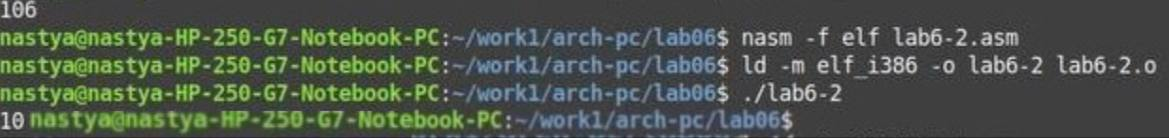 106
nastya@nastya-HP-250-G7-Notebook-PC:~/work1/arch-pc/lab06$ nasm -f elf lab6-2.asm
nastya@nastya-HP-250-G7-Notebook-PC:~/work1/arch-pc/lab06$ ld -m elf_i386 -o lab6-2 lab6-2.o
nastya@nastya-HP-250-G7-Notebook-PC:~/work1/arch-pc/lab06$ ./lab6-2
10 nastya@nastya-HP-250-G7-Notebook-PC:~/work1/arch-pc/lab06$